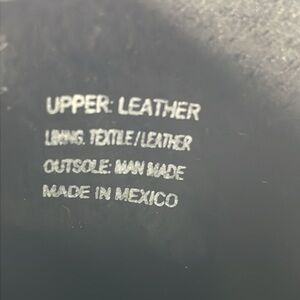 UPPER: LEATHER
LINING: TEXTILE/LEATHER
OUTSOLE: MAN MADE
MADE IN MEXICO